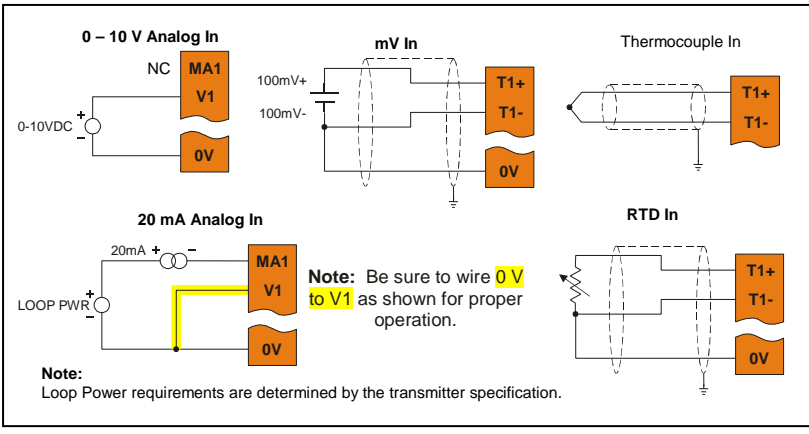 0 – 10 V Analog In
NC
MA1
V1
0-10VDC
+
–
0V
mV In
100mV+
100mV-
T1+
T1-
0V
Thermocouple In
T1+
T1-
20 mA Analog In
20mA
+
–
MA1
V1
LOOP PWR
+
–
0V
Note: Be sure to wire 0 V
to V1 as shown for proper
operation.
RTD In
T1+
T1-
0V
Note:
Loop Power requirements are determined by the transmitter specification.